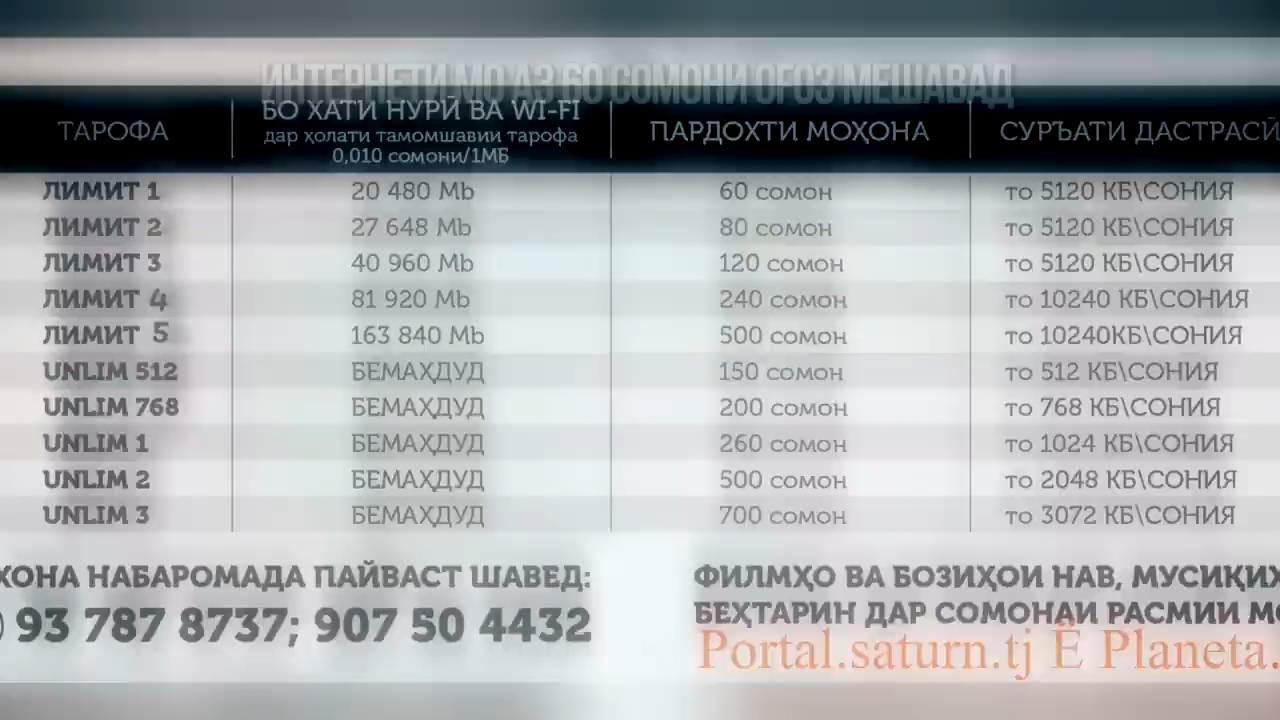 ИНТЕРНЕТИ МО АЗ 60 СОМОНИ ОҒОЗ МЕШАВАД
ТАРОФА БО ХАТИ НУРӢ ВА WI-FI ПАРДОХТИ МОҲОНА СУРЪАТИ ДАСТРАСӢ
дар ҳолати тамомшавии тарофа
0,010 сомони/1МБ
ЛИМИТ 1 20 480 Mb 60 сомон то 5120 КБ\СОНИЯ
ЛИМИТ 2 27 648 Mb 80 сомон то 5120 КБ\СОНИЯ
ЛИМИТ 3 40 960 Mb 120 сомон то 5120 КБ\СОНИЯ
ЛИМИТ 4 81 920 Mb 240 сомон то 10240 КБ\СОНИЯ
ЛИМИТ 5 163 840 Mb 500 сомон то 10240КБ\СОНИЯ
UNLIM 512 БЕМАҲДУД 150 сомон то 512 КБ\СОНИЯ
UNLIM 768 БЕМАҲДУД 200 сомон то 768 КБ\СОНИЯ
UNLIM 1 БЕМАҲДУД 260 сомон то 1024 КБ\СОНИЯ
UNLIM 2 БЕМАҲДУД 500 сомон то 2048 КБ\СОНИЯ
UNLIM 3 БЕМАҲДУД 700 сомон то 3072 КБ\СОНИЯ
ХОНА НАБАРОМАДА ПАЙВАСТ ШАВЕД:
) 93 787 8737; 907 50 4432
ФИЛМҲО ВА БОЗИҲОИ НАВ,
БЕҲТАРИН ДАР СОМОНАИ РАСМИИ
Portal.saturn.tj Ё Planeta.